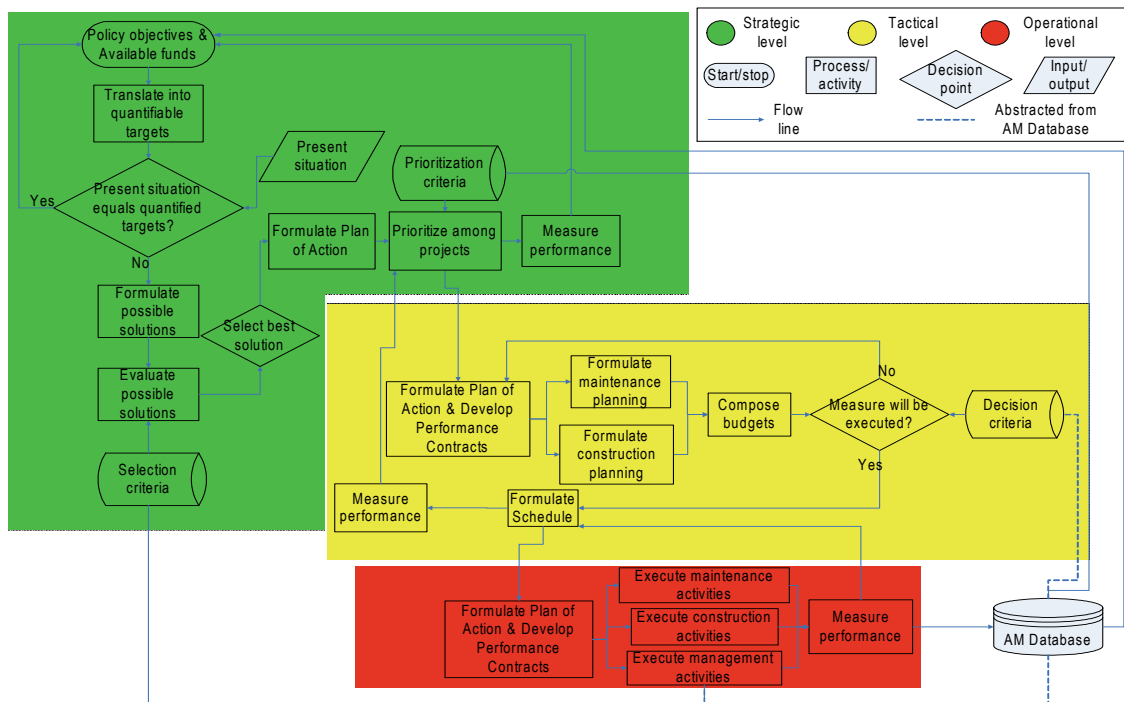 Strategic
level
Tactical
level
Operational
level
Start/stop
Process/
activity
Decision
point
Input/
output
Flow
line
Abstracted from
AM Database
Policy objectives &
Available funds
Translate into
quantifiable
targets
Present
situation
Present situation
equals quantified
targets?
Yes
No
Prioritization
criteria
Formulate Plan
of Action
Prioritize among
projects
Measure
performance
Formulate
possible
solutions
Select best
solution
Evaluate
possible
solutions
Selection
criteria
Formulate Plan of
Action & Develop
Performance
Contracts
Formulate
maintenance
planning
Formulate
construction
planning
Compose
budgets
No
Measure will be
executed?
Yes
Decision
criteria
Measure
performance
Formulate
Schedule
Formulate Plan of
Action & Develop
Performance
Contracts
Execute maintenance
activities
Execute construction
activities
Execute management
activities
Measure
performance
AM Database